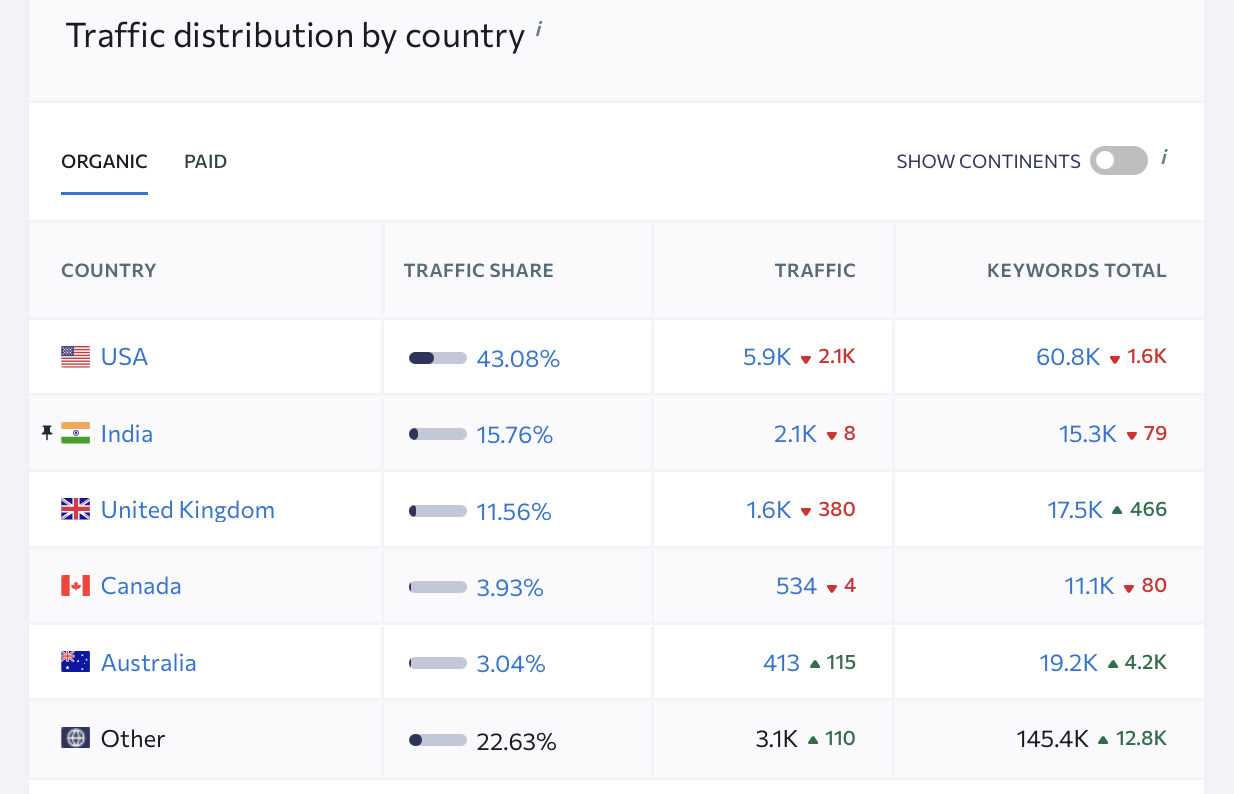 Traffic distribution by country i
ORGANIC PAID SHOW CONTINENTS i
COUNTRY TRAFFIC SHARE TRAFFIC KEYWORDS TOTAL
USA 43.08% 5.9K ▼ 2.1K 60.8K ▼ 1.6K
India 15.76% 2.1K ▼ 8 15.3K ▼ 79
United Kingdom 11.56% 1.6K ▼ 380 17.5K ▲ 466
Canada 3.93% 534 ▼ 4 11.1K ▼ 80
Australia 3.04% 413 ▲ 115 19.2K ▲ 4.2K
Other 22.63% 3.1K ▲ 110 145.4K ▲ 12.8K